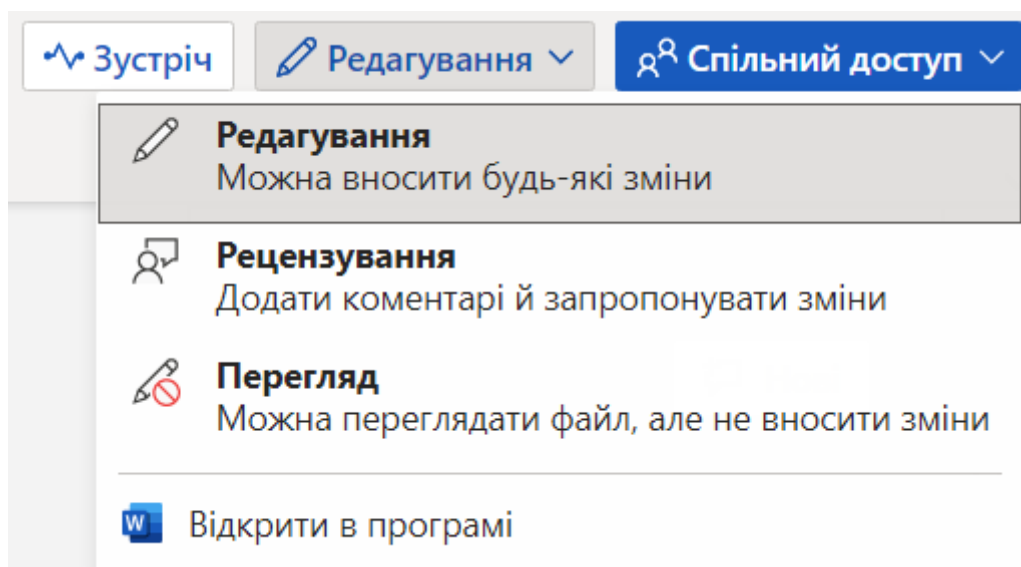 Зустріч Редагування Спільний доступ
Редагування
Можна вносити будь-які зміни
Рецензування
Додати коментарі й запропонувати зміни
Перегляд
Можна переглядати файл, але не вносити зміни
W Відкрити в програмі